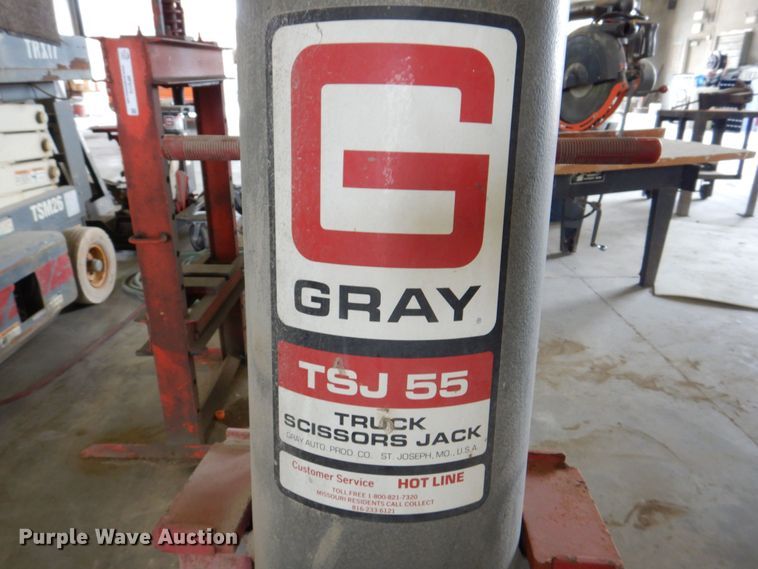 G
GRAY
TSJ 55
TRUCK
SCISSORS JACK
GRAY AUTO. PROD. CO. ST. JOSEPH, MO., U.S.A.
Customer Service HOT LINE
TOLL FREE 1-800-821-7320
MISSOURI RESIDENTS CALL COLLECT
816-233-6121
TSM26
Purple Wave Auction